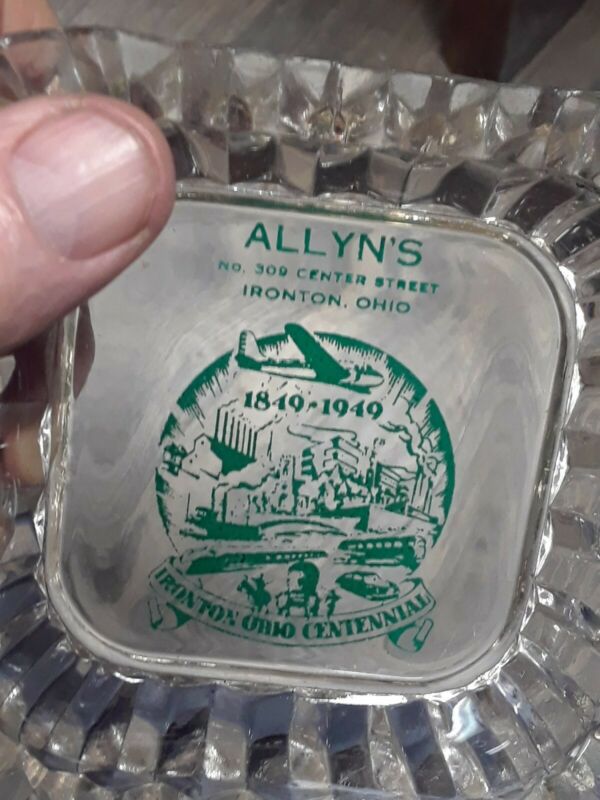 ALLYN'S
NO. 309 CENTER STREET
IRONTON, OHIO
1849-1949
IRONTON OHIO CENTENNIAL